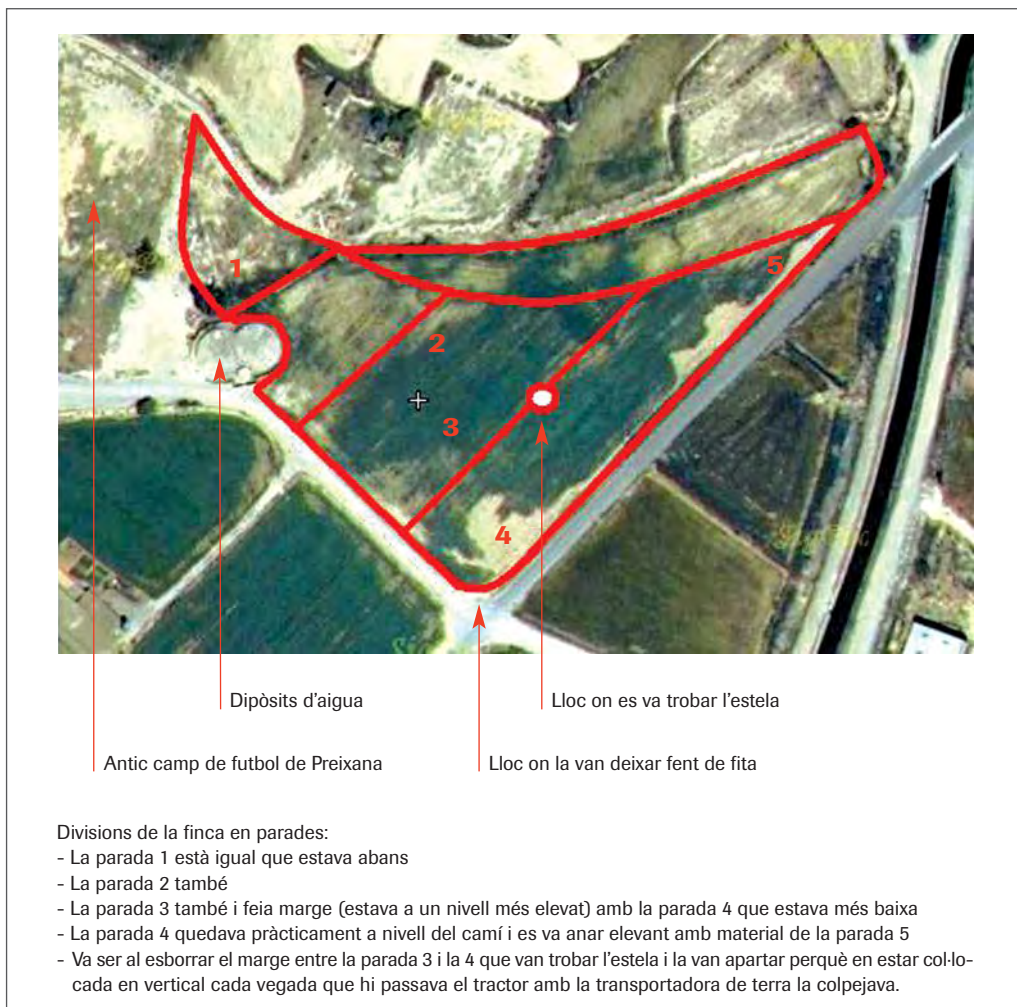 1
2
3
4
5
Dipòsits d'aigua
Lloc on es va trobar l'estela
Antic camp de futbol de Preixana
Lloc on la van deixar fent de fita
Divisions de la finca en parades:
- La parada 1 està igual que estava abans
- La parada 2 també
- La parada 3 també i feia marge (estava a un nivell més elevat) amb la parada 4 que estava més baixa
- La parada 4 quedava pràcticament a nivell del camí i es va anar elevant amb material de la parada 5
- Va ser al esborrar el marge entre la parada 3 i la 4 que van trobar l'estela i la van apartar perquè en estar col·lo-
cada en vertical cada vegada que hi passava el tractor amb la transportadora de terra la colpejava.